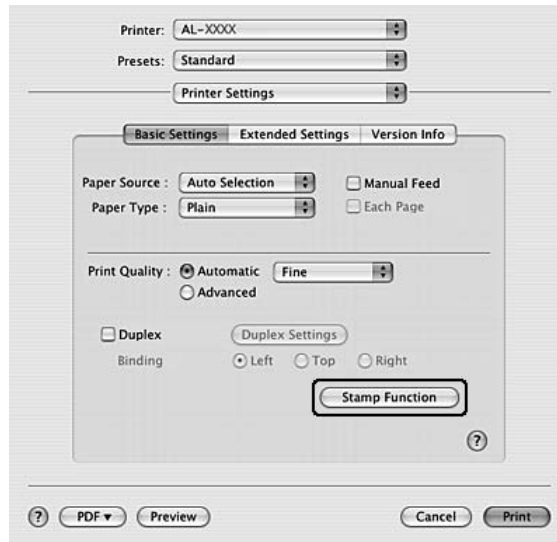 Printer: AL-XXXX
Presets: Standard
Printer Settings
Basic Settings Extended Settings Version Info
Paper Source : Auto Selection Manual Feed
Paper Type : Plain Each Page
Print Quality : Automatic Fine
Advanced
Duplex Duplex Settings
Binding Left Top Right
Stamp Function
?
? PDF▼ Preview Cancel Print